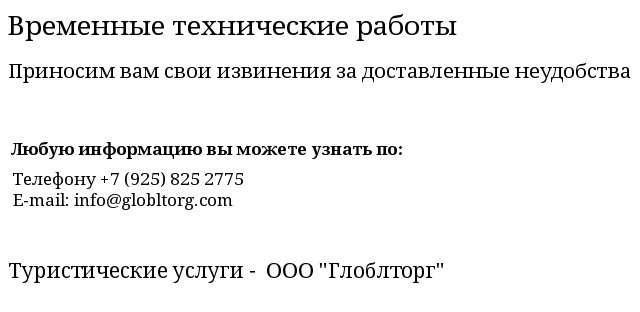 Временные технические работы
Приносим вам свои извинения за доставленные неудобства
Любую информацию вы можете узнать по:
Телефону +7 (925) 825 2775
E-mail: info@globltorg.com
Туристические услуги - ООО "Глоблторг"